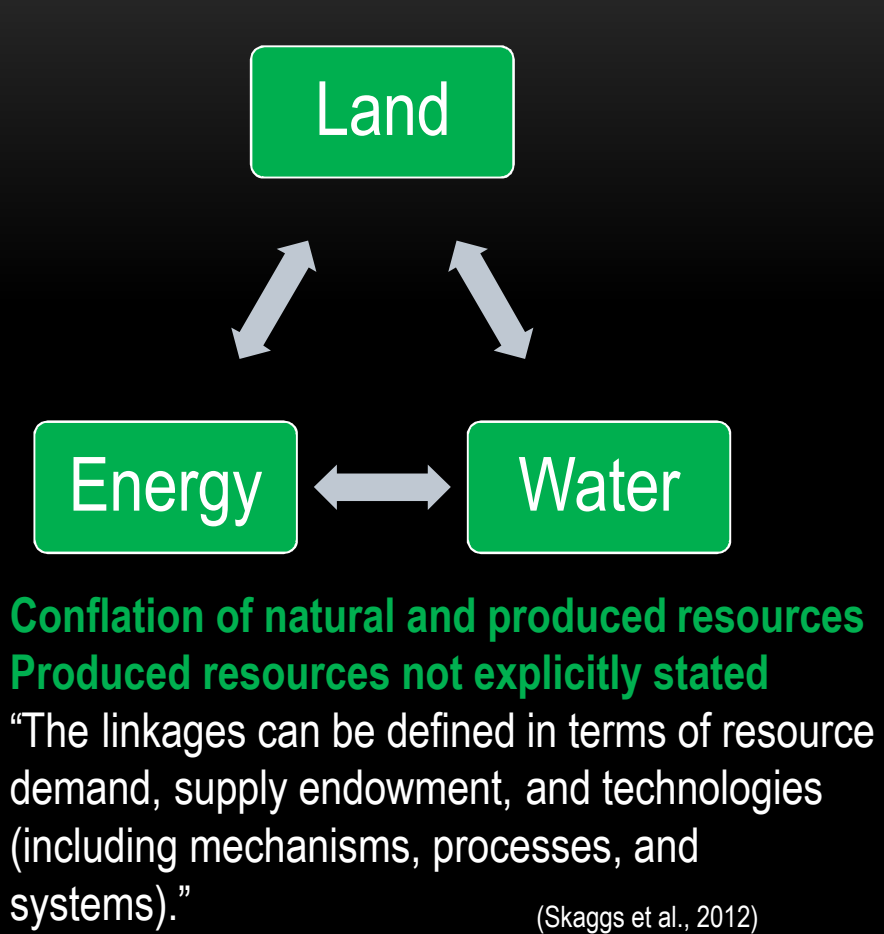 Land
Energy
Water
Conflation of natural and produced resources
Produced resources not explicitly stated
“The linkages can be defined in terms of resource
demand, supply endowment, and technologies
(including mechanisms, processes, and
systems).”
(Skaggs et al., 2012)